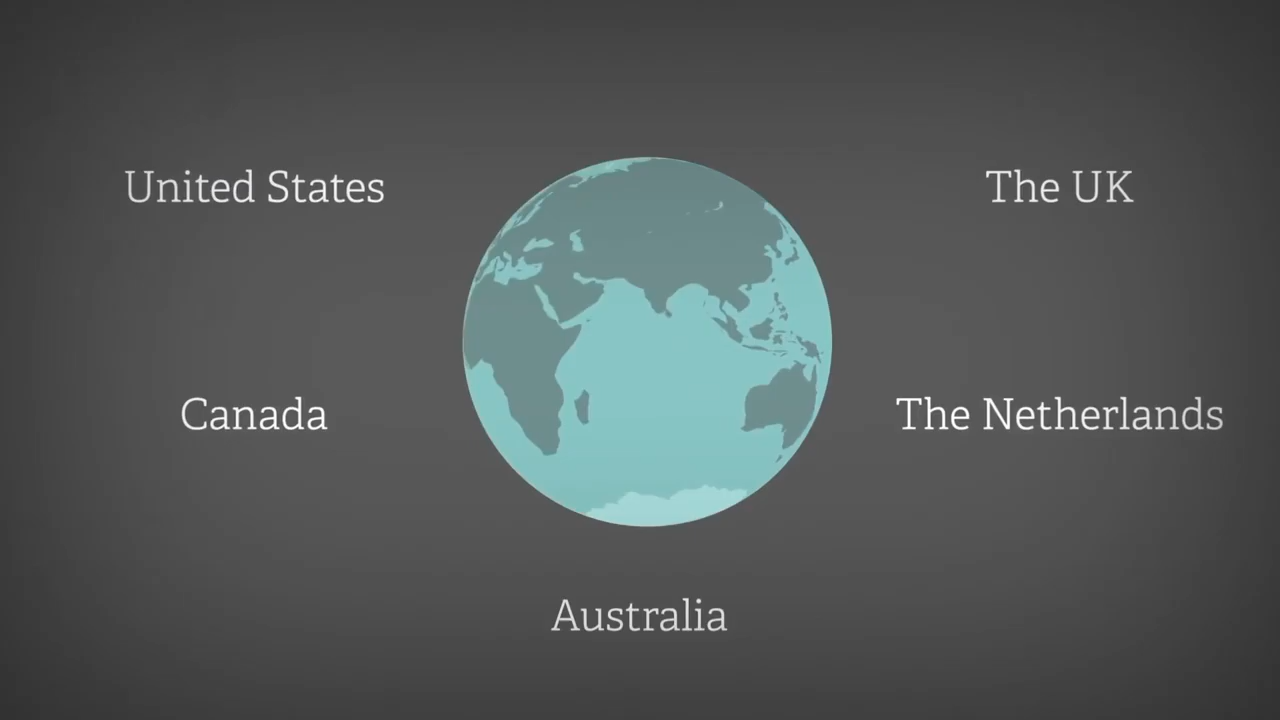 United States
The UK
Canada
The Netherlands
Australia